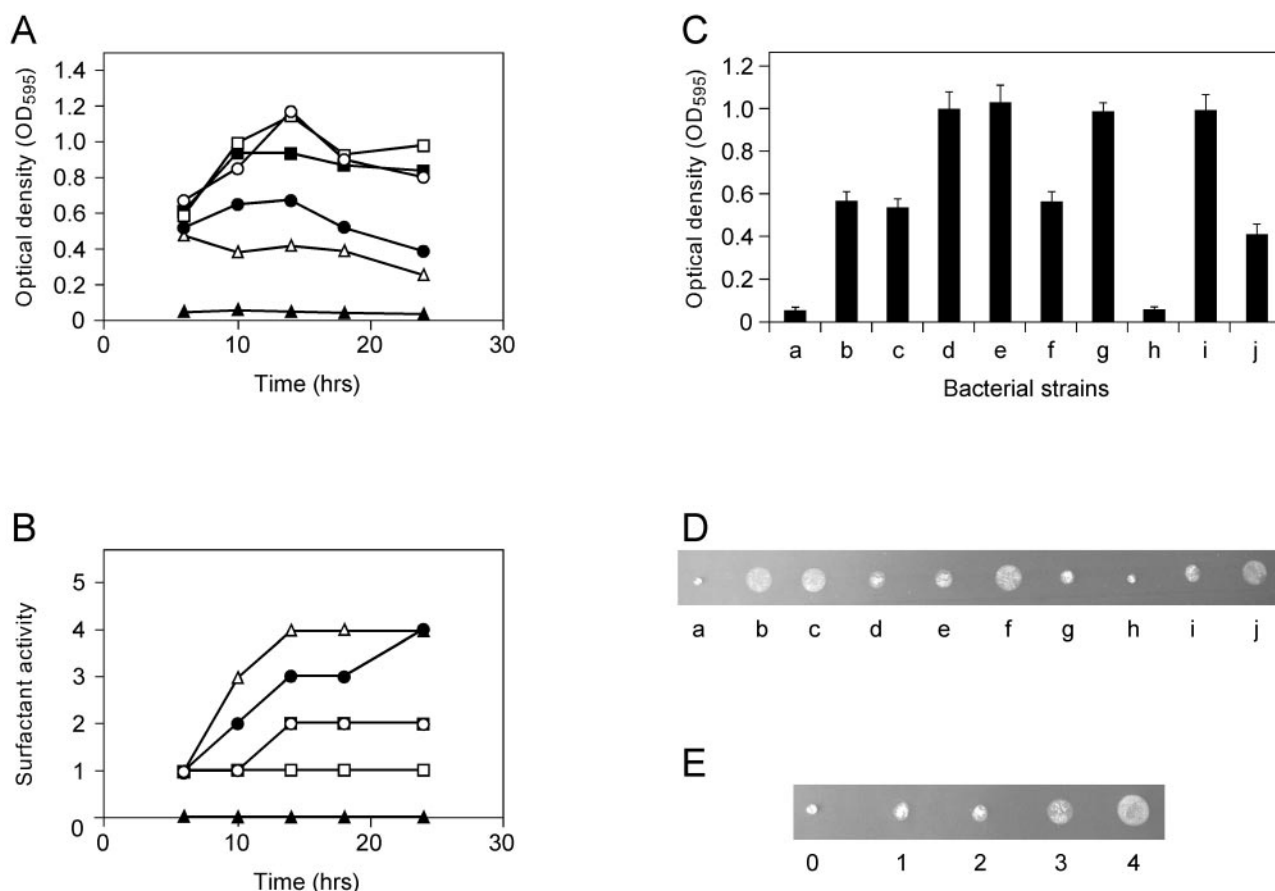 A
Optical density (OD595)
1.4
1.2
1.0
0.8
0.6
0.4
0.2
0
0 10 20 30
Time (hrs)
B
Surfactant activity
5
4
3
2
1
0
0 10 20 30
Time (hrs)
C
Optical density (OD595)
1.2
1.0
0.8
0.6
0.4
0.2
0
a b c d e f g h i j
Bacterial strains
D
a b c d e f g h i j
E
0 1 2 3 4